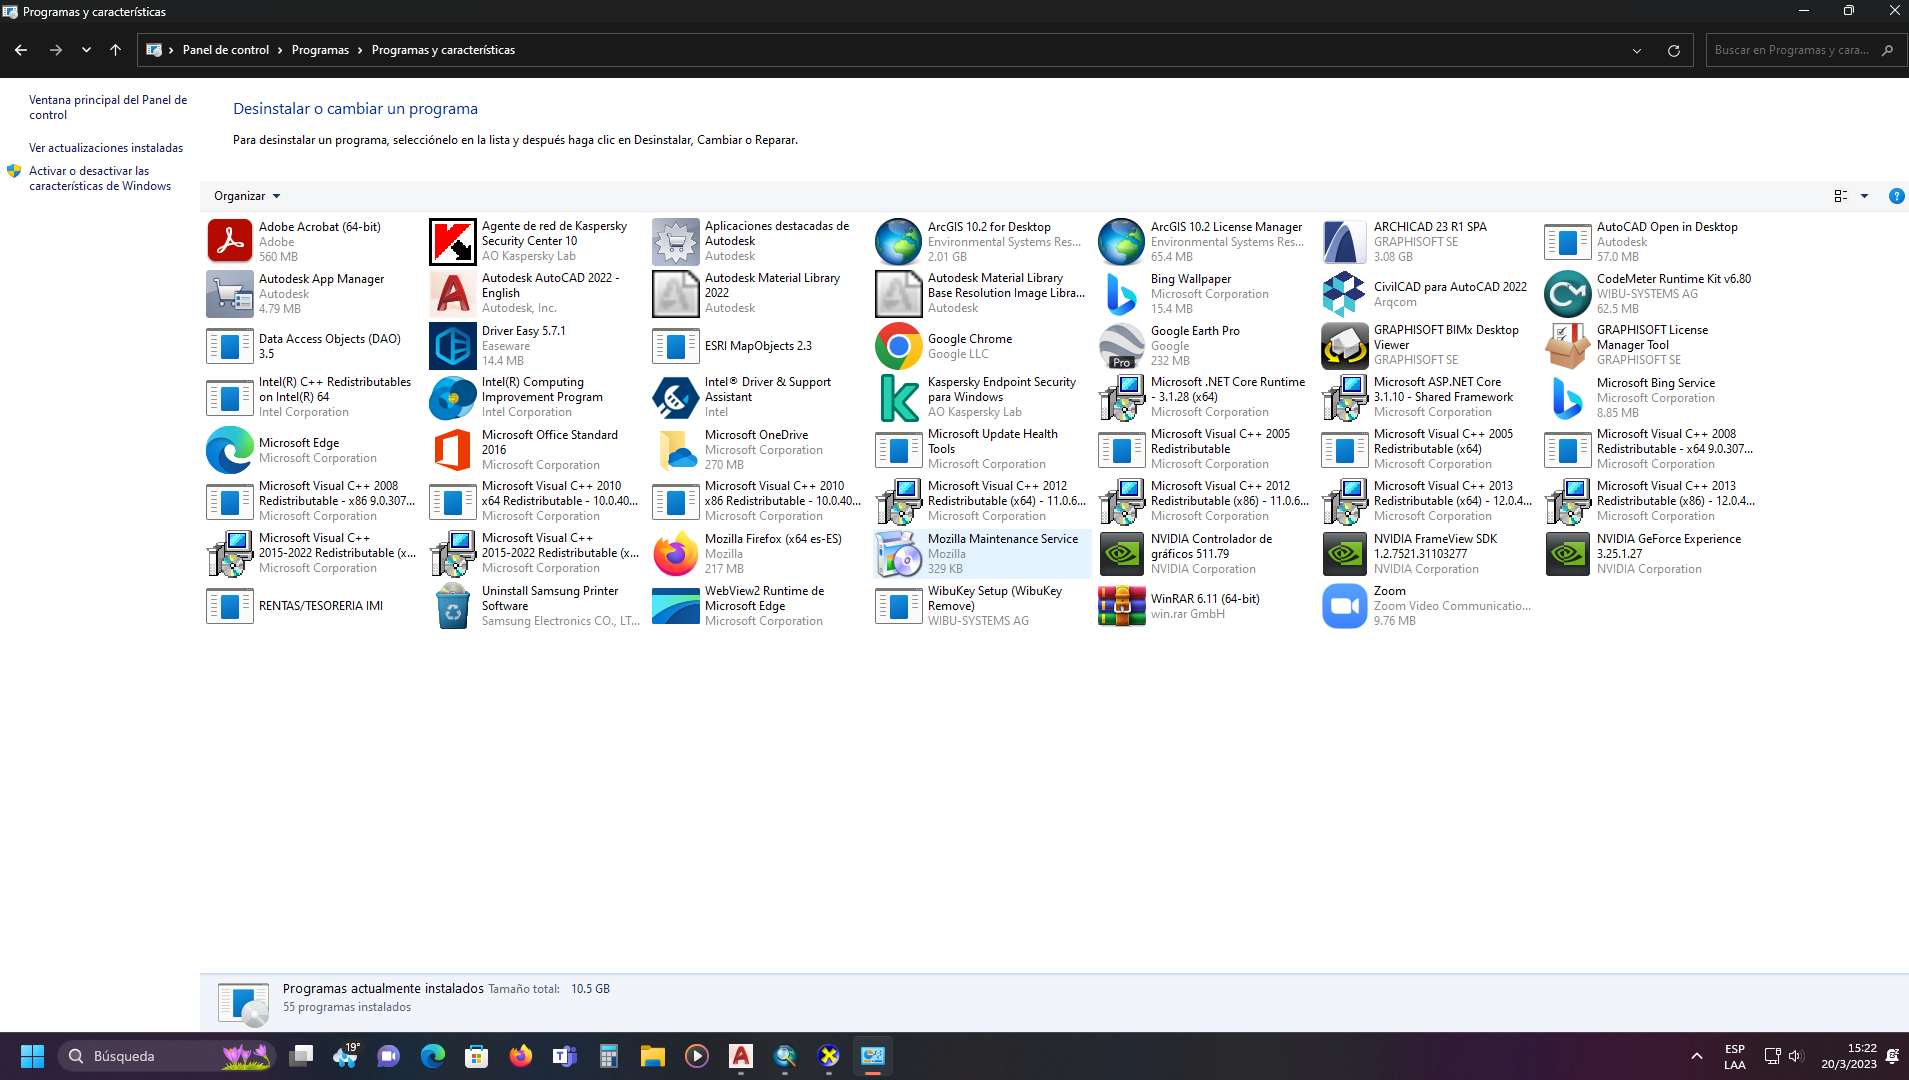 Programas y características
Panel de control > Programas > Programas y características
Buscar en Programas y cara...
Ventana principal del Panel de
control
Ver actualizaciones instaladas
Activar o desactivar las
características de Windows
Desinstalar o cambiar un programa
Para desinstalar un programa, selecciónelo en la lista y después haga clic en Desinstalar, Cambiar o Reparar.
Organizar
Adobe Acrobat (64-bit)
Adobe
560 MB
Agente de red de Kaspersky
Security Center 10
AO Kaspersky Lab
Aplicaciones destacadas de
Autodesk
Autodesk
ArcGIS 10.2 for Desktop
Environmental Systems Res...
2.01 GB
ArcGIS 10.2 License Manager
Environmental Systems Res...
65.4 MB
ARCHICAD 23 R1 SPA
GRAPHISOFT SE
3.08 GB
AutoCAD Open in Desktop
Autodesk
57.0 MB
Autodesk App Manager
Autodesk
4.79 MB
Autodesk AutoCAD 2022 -
English
Autodesk, Inc.
Autodesk Material Library
2022
Autodesk
Autodesk Material Library
Base Resolution Image Libra...
Autodesk
Bing Wallpaper
Microsoft Corporation
15.4 MB
CivilCAD para AutoCAD 2022
Arqcom
CodeMeter Runtime Kit v6.80
WIBU-SYSTEMS AG
62.5 MB
Data Access Objects (DAO)
3.5
Driver Easy 5.7.1
Easeware
14.4 MB
ESRI MapObjects 2.3
Google Chrome
Google LLC
Pro
Google Earth Pro
Google
232 MB
GRAPHISOFT BIMx Desktop
Viewer
GRAPHISOFT SE
GRAPHISOFT License
Manager Tool
GRAPHISOFT SE
Intel(R) C++ Redistributables
on Intel(R) 64
Intel Corporation
Intel(R) Computing
Improvement Program
Intel Corporation
Intel® Driver & Support
Assistant
Intel
Kaspersky Endpoint Security
para Windows
AO Kaspersky Lab
Microsoft .NET Core Runtime
- 3.1.28 (x64)
Microsoft Corporation
Microsoft ASP.NET Core
3.1.10 - Shared Framework
Microsoft Corporation
Microsoft Bing Service
Microsoft Corporation
8.85 MB
Microsoft Edge
Microsoft Corporation
Microsoft Office Standard
2016
Microsoft Corporation
Microsoft OneDrive
Microsoft Corporation
270 MB
Microsoft Update Health
Tools
Microsoft Corporation
Microsoft Visual C++ 2005
Redistributable
Microsoft Corporation
Microsoft Visual C++ 2005
Redistributable (x64)
Microsoft Corporation
Microsoft Visual C++ 2008
Redistributable - x64 9.0.307...
Microsoft Corporation
Microsoft Visual C++ 2008
Redistributable - x86 9.0.307...
Microsoft Corporation
Microsoft Visual C++ 2010
x64 Redistributable - 10.0.40...
Microsoft Corporation
Microsoft Visual C++ 2010
x86 Redistributable - 10.0.40...
Microsoft Corporation
Microsoft Visual C++ 2012
Redistributable (x64) - 11.0.6...
Microsoft Corporation
Microsoft Visual C++ 2012
Redistributable (x86) - 11.0.6...
Microsoft Corporation
Microsoft Visual C++ 2013
Redistributable (x64) - 12.0.4...
Microsoft Corporation
Microsoft Visual C++ 2013
Redistributable (x86) - 12.0.4...
Microsoft Corporation
Microsoft Visual C++
2015-2022 Redistributable (x...
Microsoft Corporation
Microsoft Visual C++
2015-2022 Redistributable (x...
Microsoft Corporation
Mozilla Firefox (x64 es-ES)
Mozilla
217 MB
Mozilla Maintenance Service
Mozilla
329 KB
NVIDIA Controlador de
gráficos 511.79
NVIDIA Corporation
NVIDIA FrameView SDK
1.2.7521.31103277
NVIDIA Corporation
NVIDIA GeForce Experience
3.25.1.27
NVIDIA Corporation
RENTAS/TESORERIA IMI
Uninstall Samsung Printer
Software
Samsung Electronics CO., LT...
WebView2 Runtime de
Microsoft Edge
Microsoft Corporation
WibuKey Setup (WibuKey
Remove)
WIBU-SYSTEMS AG
WinRAR 6.11 (64-bit)
win.rar GmbH
Zoom
Zoom Video Communicatio...
9.76 MB
Programas actualmente instalados Tamaño total: 10.5 GB
55 programas instalados
Búsqueda
19°
ESP
LAA
15:22
20/3/2023